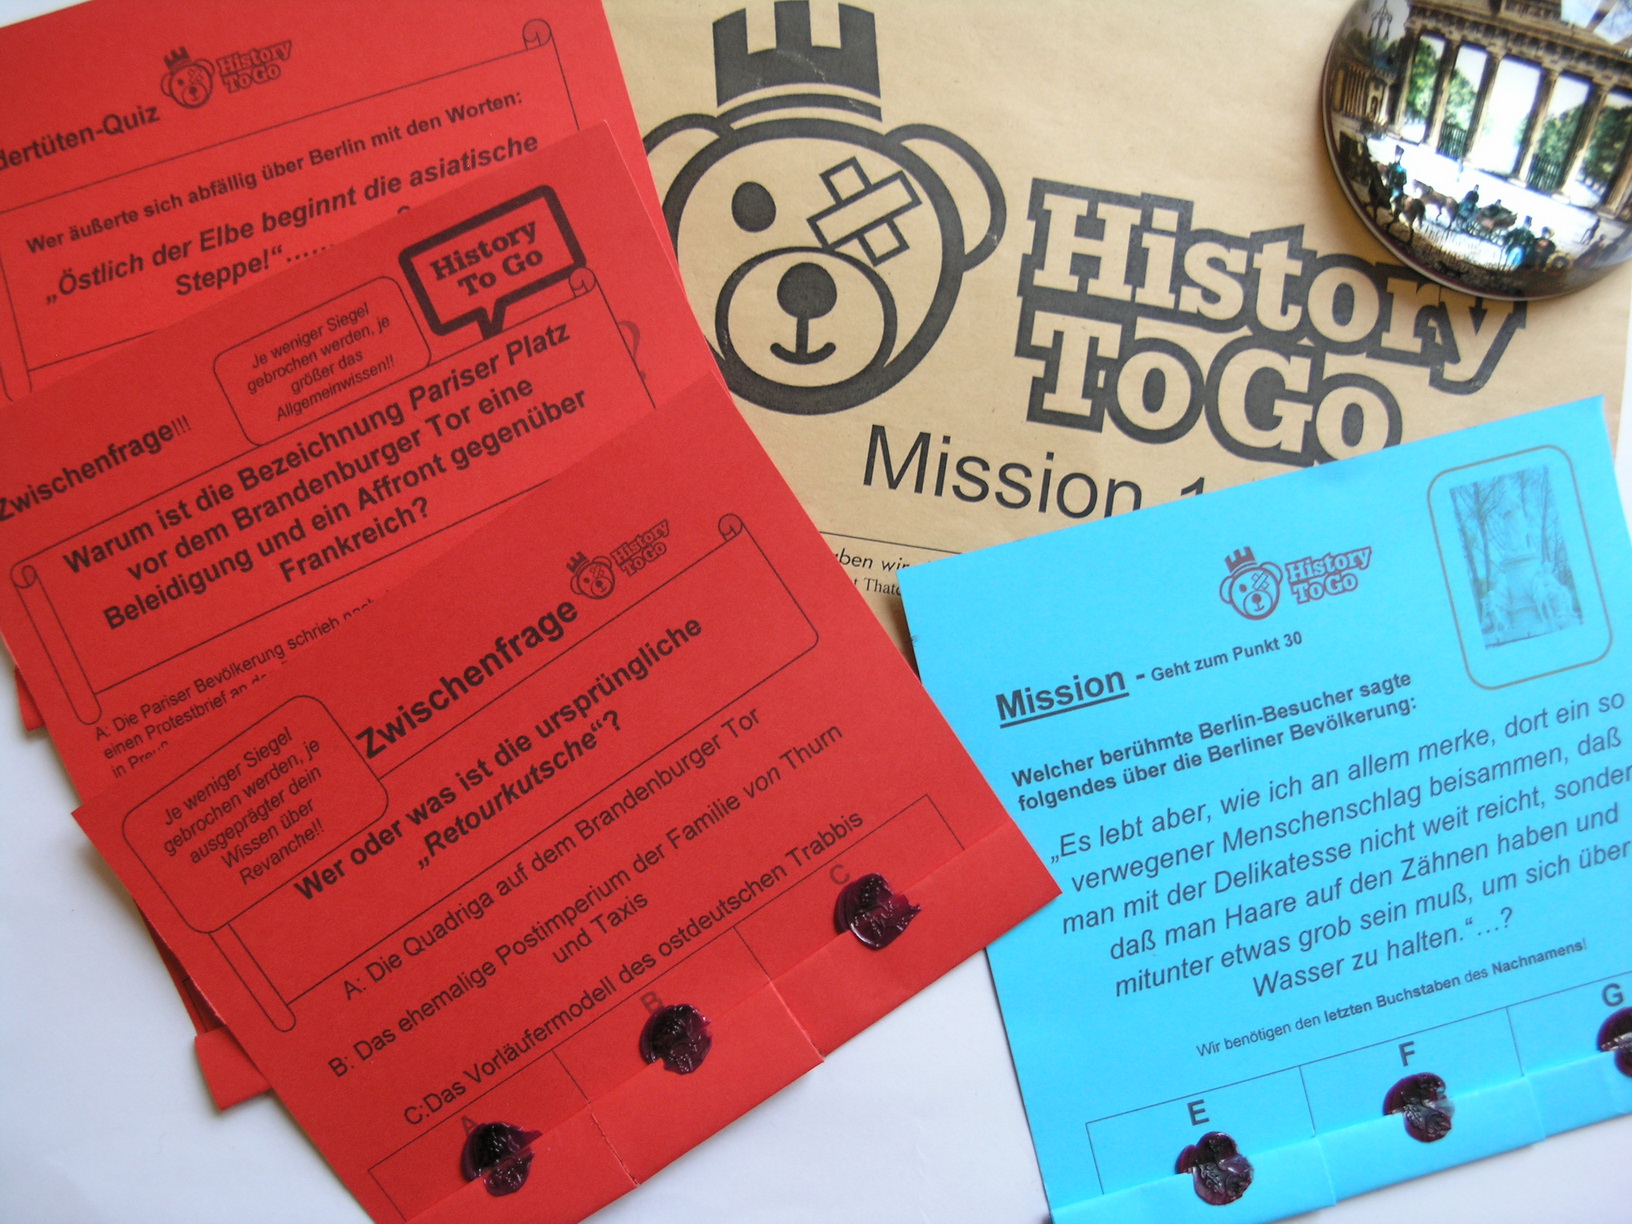 dertüten-Quiz
History
To Go
Wer äußerte sich abfällig über Berlin mit den Worten:
„Östlich der Elbe beginnt die asiatische
Steppe!“......
History
To Go
Je weniger Siegel
gebrochen werden, je
größer das
Allgemeinwissen!!
Zwischenfrage!!!
Warum ist die Bezeichnung Pariser Platz
vor dem Brandenburger Tor eine
Beleidigung und ein Affront gegenüber
Frankreich?
A: Die Pariser Bevölkerung schrieb
einen Protestbrief an
in
History
To Go
Je weniger Siegel
gebrochen werden, je
ausgeprägter dein
Wissen über
Revanche!!
Zwischenfrage
Wer oder was ist die ursprüngliche
„Retourkutsche“?
A: Die Quadriga auf dem Brandenburger Tor
B: Das ehemalige Postimperium der Familie von Thurn
und Taxis
C:Das Vorläufermodell des ostdeutschen Trabbis
A
B
C
History
To Go
Mission 1
ben
History
To Go
Mission - Geht zum Punkt 30
Welcher berühmte Berlin-Besucher sagte
folgendes über die Berliner Bevölkerung:
„Es lebt aber, wie ich an allem merke, dort ein so
verwegener Menschenschlag beisammen, daß
man mit der Delikatesse nicht weit reicht, sonder
daß man Haare auf den Zähnen haben und
mitunter etwas grob sein muß, um sich über
Wasser zu halten.“...?
Wir benötigen den letzten Buchstaben des Nachnamens!
E
F
G